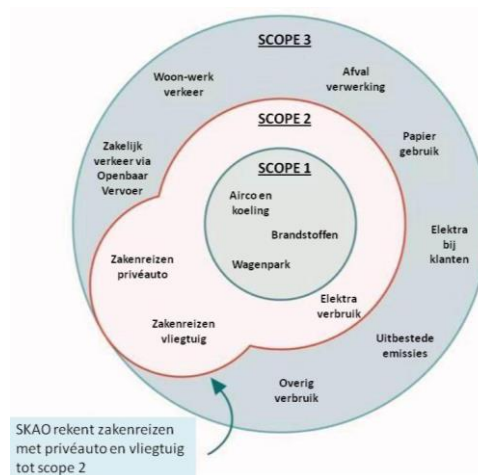 SCOPE 3
Woon-werk
verkeer
Afval
verwerking
SCOPE 2
Zakelijk
verkeer via
Openbaar
Vervoer
Papier
gebruik
SCOPE 1
Airco en
koeling
Brandstoffen
Wagenpark
Elektra
bij
klanten
Zakenreizen
privéauto
Elektra
verbruik
Zakenreizen
vliegtuig
Uitbestede
emissies
Overig
verbruik
SKAO rekent zakenreizen
met privéauto en vliegtuig
tot scope 2